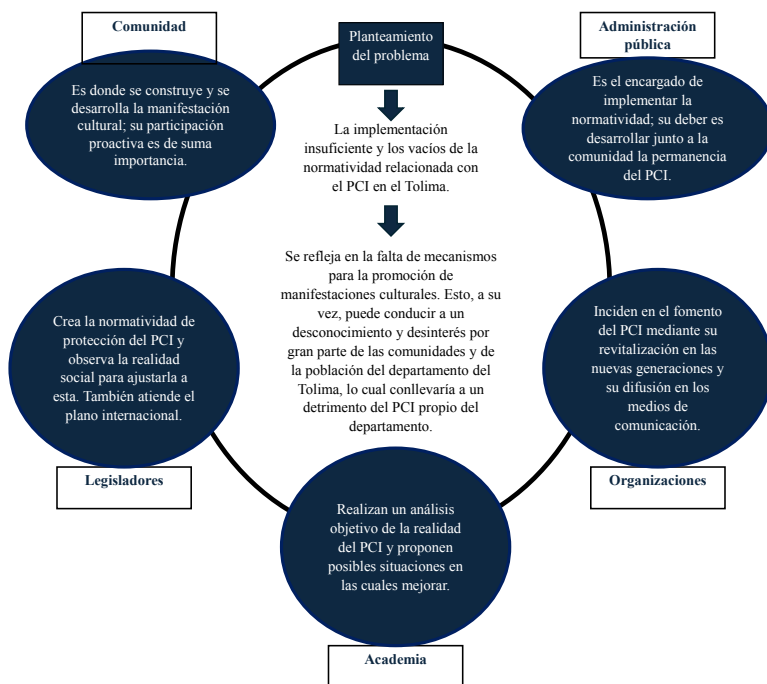 Comunidad
Es donde se construye y se
desarrolla la manifestación
cultural; su participación
proactiva es de suma
importancia.
Planteamiento
del problema
La implementación
insuficiente y los vacíos de la
normatividad relacionada con
el PCI en el Tolima.
Se refleja en la falta de mecanismos
para la promoción de
manifestaciones culturales. Esto, a su
vez, puede conducir a un
desconocimiento y desinterés por
gran parte de las comunidades y de
la población del departamento del
Tolima, lo cual conllevaría a un
detrimento del PCI propio del
departamento.
Administración
pública
Es el encargado de
implementar la
normatividad; su deber es
desarrollar junto a la
comunidad la permanencia
del PCI.
Crea la normatividad de
protección del PCI y
observa la realidad
social para ajustarla a
esta. También atiende el
plano internacional.
Legisladores
Inciden en el fomento
del PCI mediante su
revitalización en las
nuevas generaciones y
su difusión en los
medios de
comunicación.
Organizaciones
Realizan un análisis
objetivo de la realidad
del PCI y proponen
posibles situaciones en
las cuales mejorar.
Academia